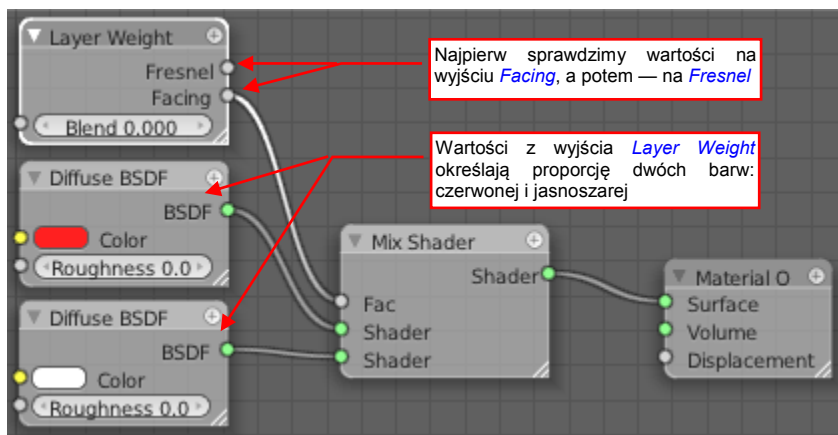 Layer Weight
Fresnel
Facing
Blend 0.000
Najpierw sprawdzimy wartości na
wyjściu Facing, a potem — na Fresnel
Wartości z wyjścia Layer Weight
określają proporcję dwóch barw:
czerwonej i jasnoszarej
Diffuse BSDF
BSDF
Color
Roughness 0.0
Diffuse BSDF
BSDF
Color
Roughness 0.0
Mix Shader
Shader
Fac
Shader
Shader
Material O
Surface
Volume
Displacement